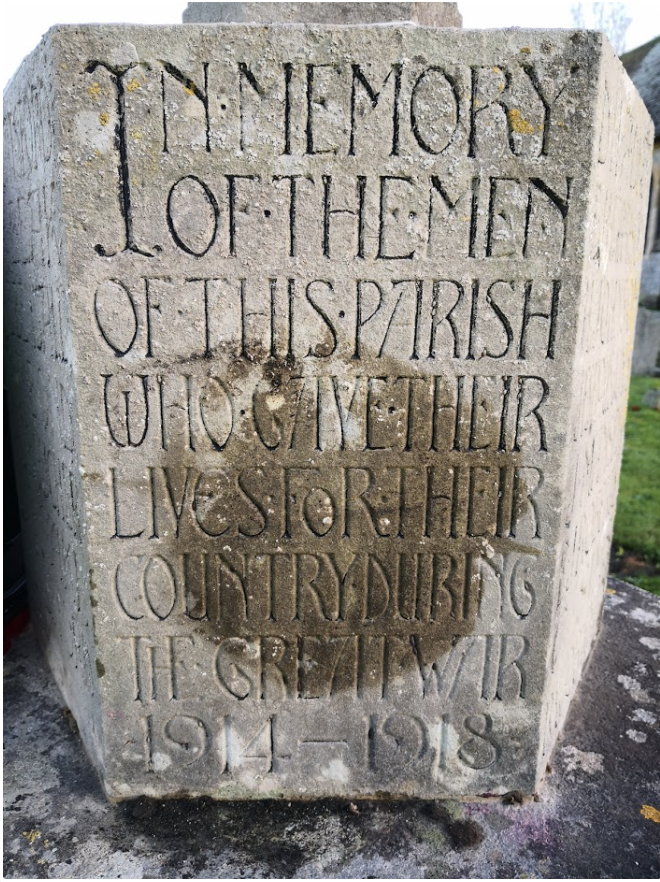 IN·MEMORY
OF·THE·MEN
OF·THIS·PARISH
WHO·GAVE·THEIR
LIVES·FOR·THEIR
COUNTRY·DURING
THE·GREAT·WAR
1914–1918